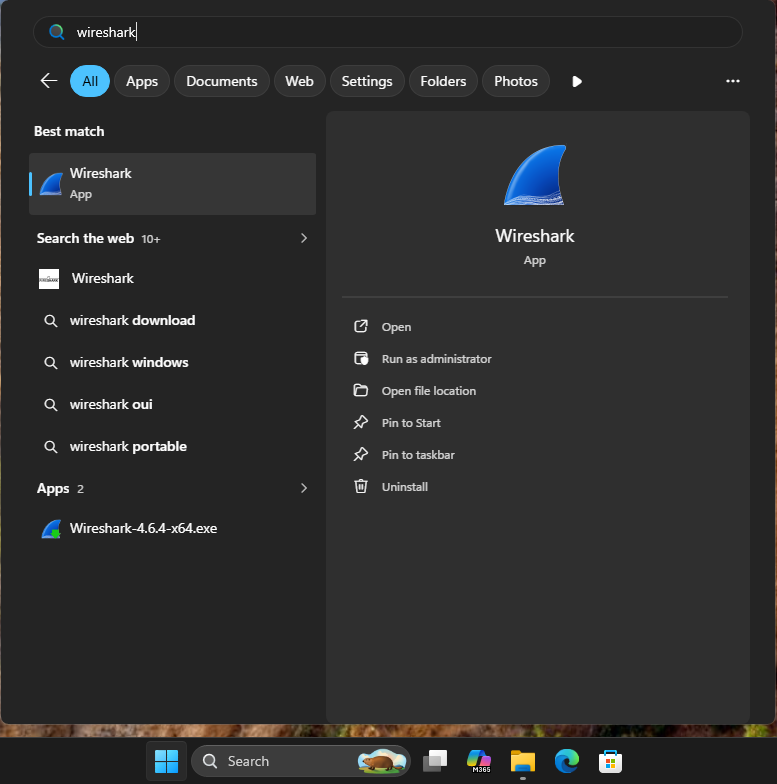 wireshark
All
Apps
Documents
Web
Settings
Folders
Photos
Best match
Wireshark
App
Search the web 10+
Wireshark
wireshark download
wireshark windows
wireshark oui
wireshark portable
Apps 2
Wireshark-4.6.4-x64.exe
Wireshark
App
Open
Run as administrator
Open file location
Pin to Start
Pin to taskbar
Uninstall
Search
M365